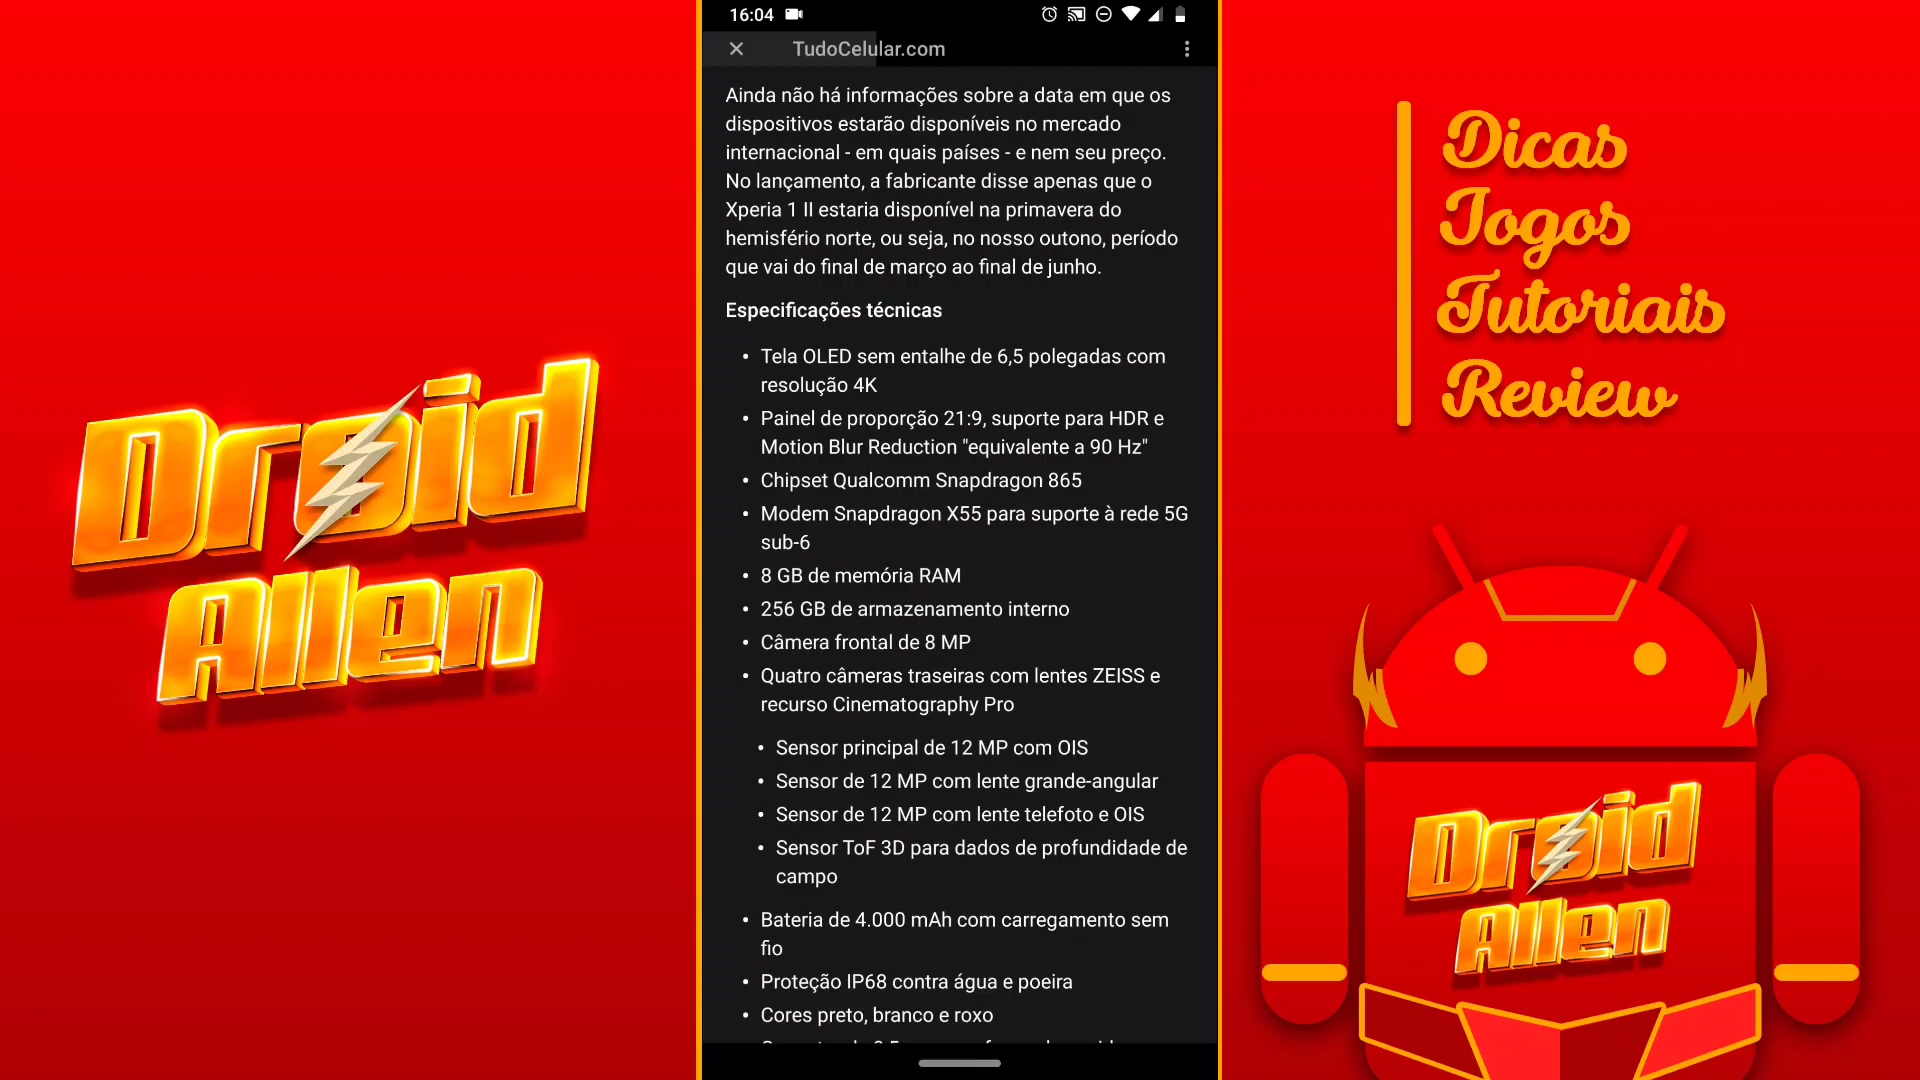 Droid
Allen
16:04
TudoCelular.com
Ainda não há informações sobre a data em que os
dispositivos estarão disponíveis no mercado
internacional - em quais países - e nem seu preço.
No lançamento, a fabricante disse apenas que o
Xperia 1 II estaria disponível na primavera do
hemisfério norte, ou seja, no nosso outono, período
que vai do final de março ao final de junho.
Especificações técnicas
• Tela OLED sem entalhe de 6,5 polegadas com
resolução 4K
• Painel de proporção 21:9, suporte para HDR e
Motion Blur Reduction "equivalente a 90 Hz"
• Chipset Qualcomm Snapdragon 865
• Modem Snapdragon X55 para suporte à rede 5G
sub-6
• 8 GB de memória RAM
• 256 GB de armazenamento interno
• Câmera frontal de 8 MP
• Quatro câmeras traseiras com lentes ZEISS e
recurso Cinematography Pro
• Sensor principal de 12 MP com OIS
• Sensor de 12 MP com lente grande-angular
• Sensor de 12 MP com lente telefoto e OIS
• Sensor ToF 3D para dados de profundidade de
campo
• Bateria de 4.000 mAh com carregamento sem
fio
• Proteção IP68 contra água e poeira
• Cores preto, branco e roxo
Dicas
Jogos
Tutoriais
Review
Droid
Allen